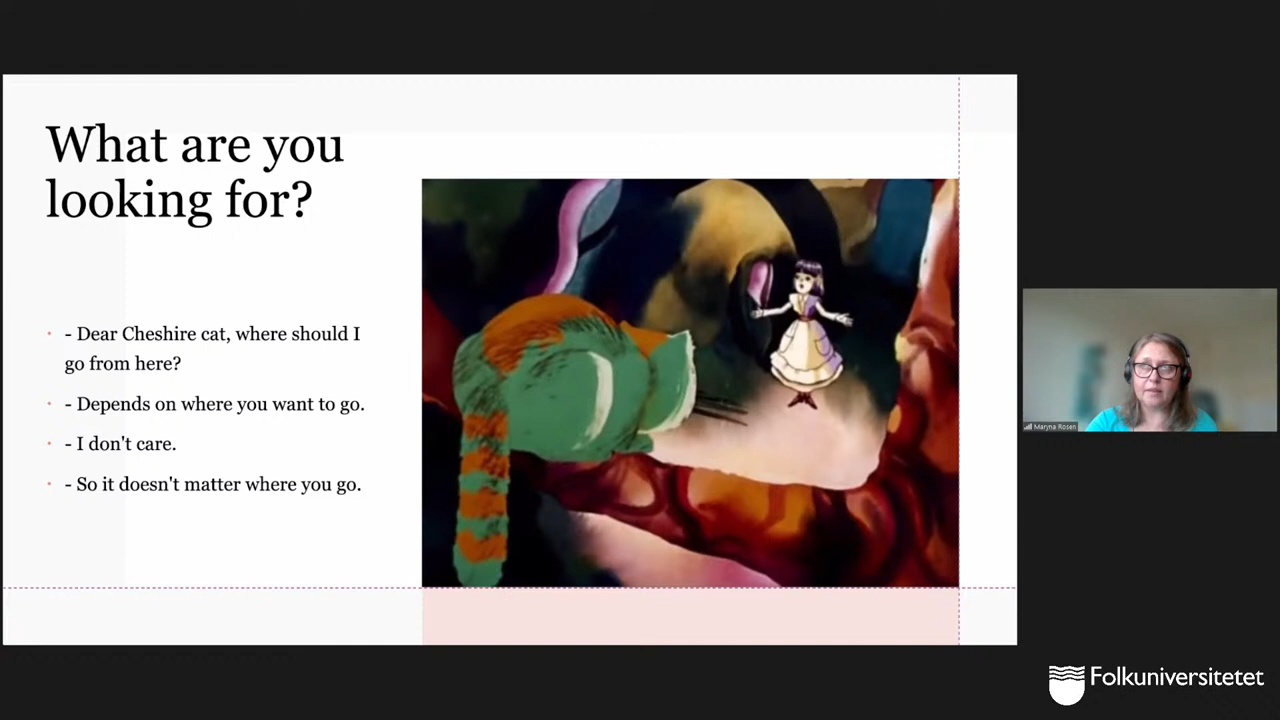 What are you
looking for?
- Dear Cheshire cat, where should I
go from here?
- Depends on where you want to go.
- I don't care.
- So it doesn't matter where you go.
Maryna Rosen
Folkuniversitetet